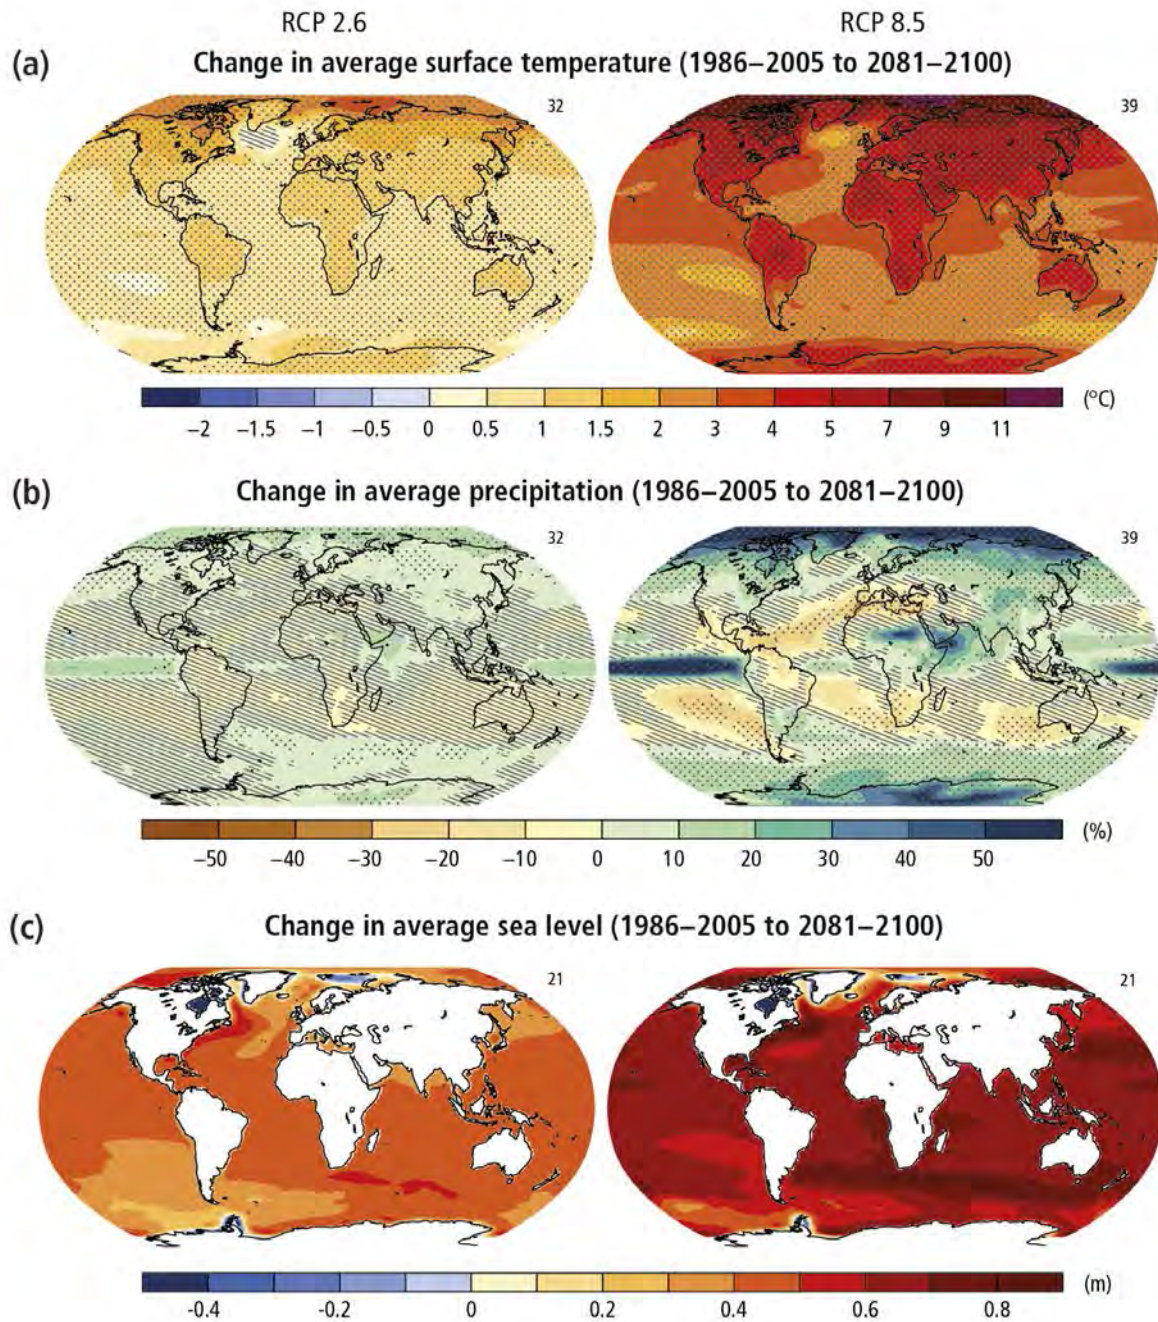 RCP 2.6 RCP 8.5
(a) Change in average surface temperature (1986–2005 to 2081–2100)
32 39
−2 −1.5 −1 −0.5 0 0.5 1 1.5 2 3 4 5 7 9 11 (°C)
(b) Change in average precipitation (1986–2005 to 2081–2100)
32 39
−50 −40 −30 −20 −10 0 10 20 30 40 50 (%)
(c) Change in average sea level (1986–2005 to 2081–2100)
21 21
-0.4 -0.2 0 0.2 0.4 0.6 0.8 (m)